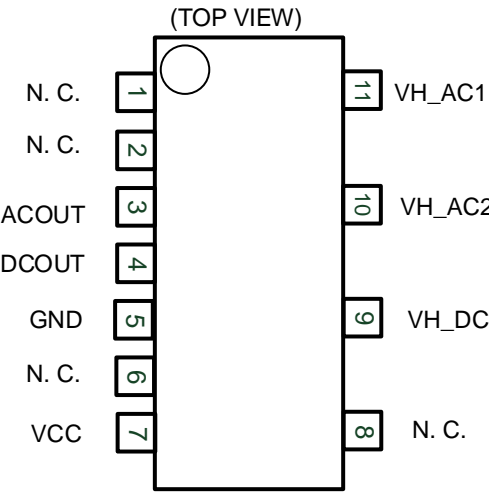 (TOP VIEW)
N. C. 1 11 VH_AC1
N. C. 2
ACOUT 3 10 VH_AC2
DCOUT 4
GND 5 9 VH_DC
N. C. 6
VCC 7 8 N. C.